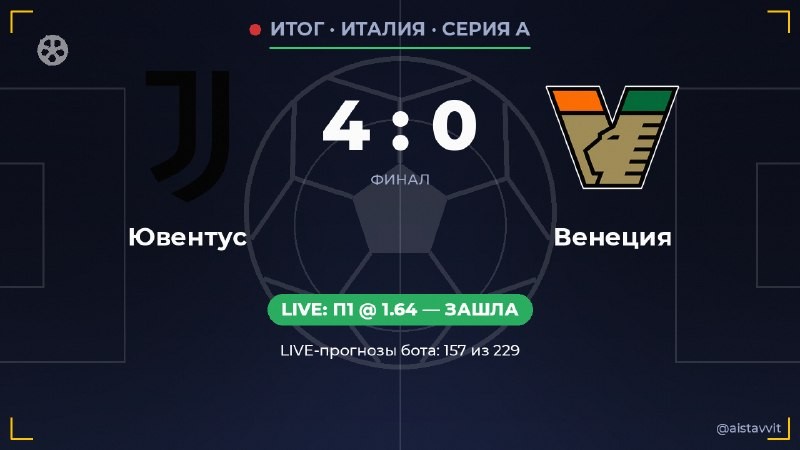 ИТОГ · ИТАЛИЯ · СЕРИЯ А
4 : 0
ФИНАЛ
Ювентус
Венеция
LIVE: П1 @ 1.64 — ЗАШЛА
LIVE-прогнозы бота: 157 из 229
@aistavvit